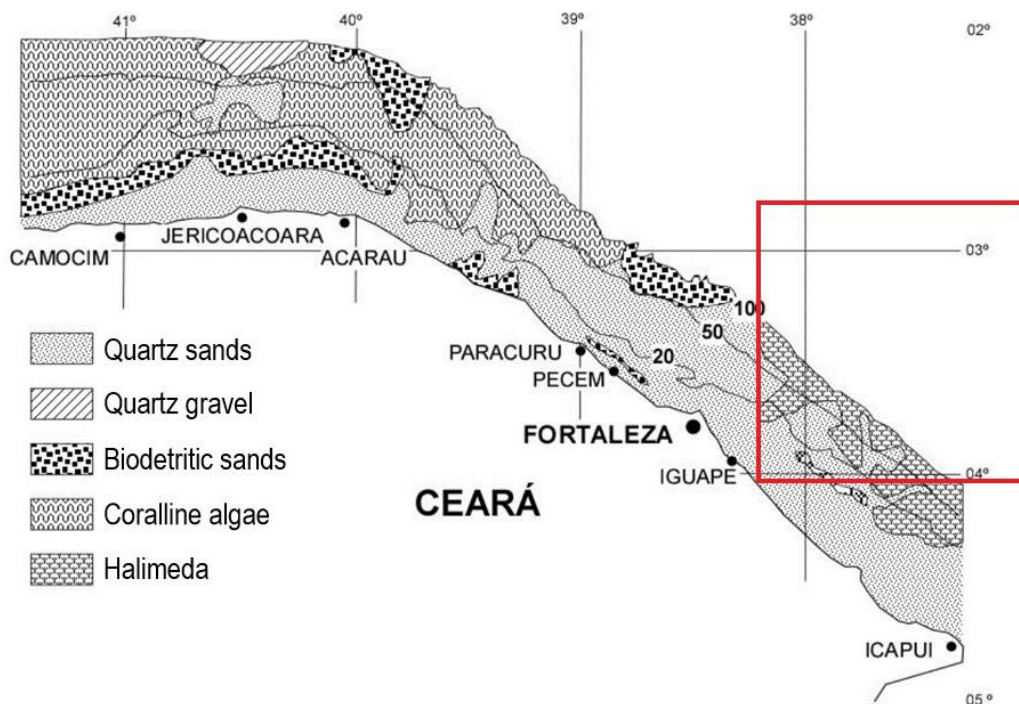 41º 40º 39º 38º
02º
03º
CAMOCIM
JERICOACOARA
ACARAU
100
50
20
PARACURU
PECEM
FORTALEZA
IGUAPE
04º
CEARÁ
ICAPUI
05º
Quartz sands
Quartz gravel
Biodetritic sands
Coralline algae
Halimeda